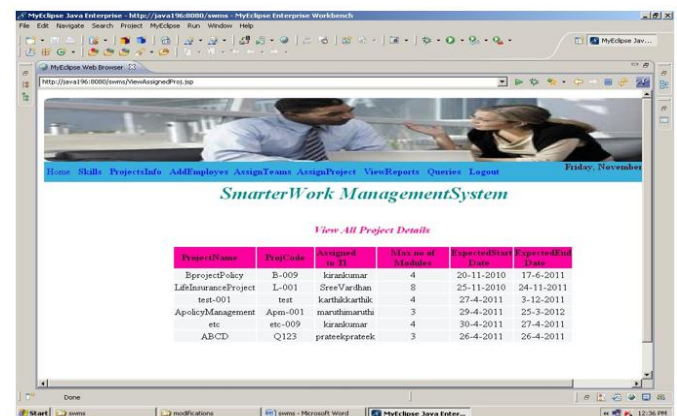 MyEclipse Java Enterprise - http://java196:8080/swms - MyEclipse Enterprise Workbench
File Edit Navigate Search Project MyEclipse Run Window Help
MyEclipse Jav...
MyEclipse Web Browser
http://java196:8080/swms/ViewAssignedProj.jsp
Home Skills ProjectsInfo AddEmployes AssignTeams AssignProject ViewReports Queries Logout
Friday, November
SmarterWork ManagementSystem
View All Project Details
ProjectName ProjCode Assigned to Tl Max no of Modules ExpectedStart Date ExpectedEnd Date
BprojectPolicy B-009 kirankumar 4 20-11-2010 17-6-2011
LifeInsuranceProject L-001 SreeVardhan 8 25-11-2010 24-11-2011
test-001 test karthikkarthik 4 27-4-2011 3-12-2011
ApolicyManagement Apm-001 maruthimaruthi 3 29-4-2011 25-3-2012
etc etc-009 kirankumar 4 30-4-2011 27-4-2011
ABCD Q123 prateekprateek 3 26-4-2011 26-4-2011
Done
Start swms modifications swms - Microsoft Word MyEclipse Java Enter... 12:36 PM